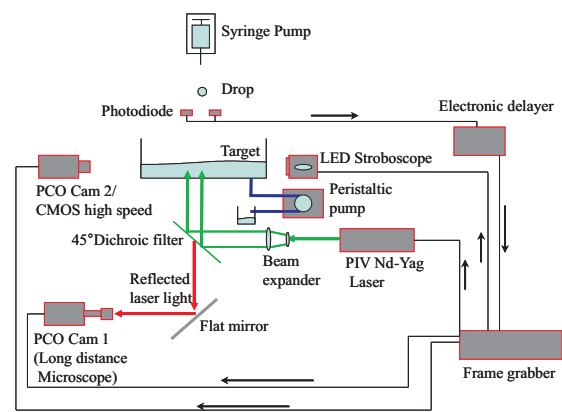 Syringe Pump
Drop
Photodiode
Electronic delayer
Target
LED Stroboscope
PCO Cam 2/
CMOS high speed
Peristaltic
pump
45°Dichroic filter
Beam
expander
PIV Nd-Yag
Laser
Reflected
laser light
Flat mirror
PCO Cam 1
(Long distance
Microscope)
Frame grabber